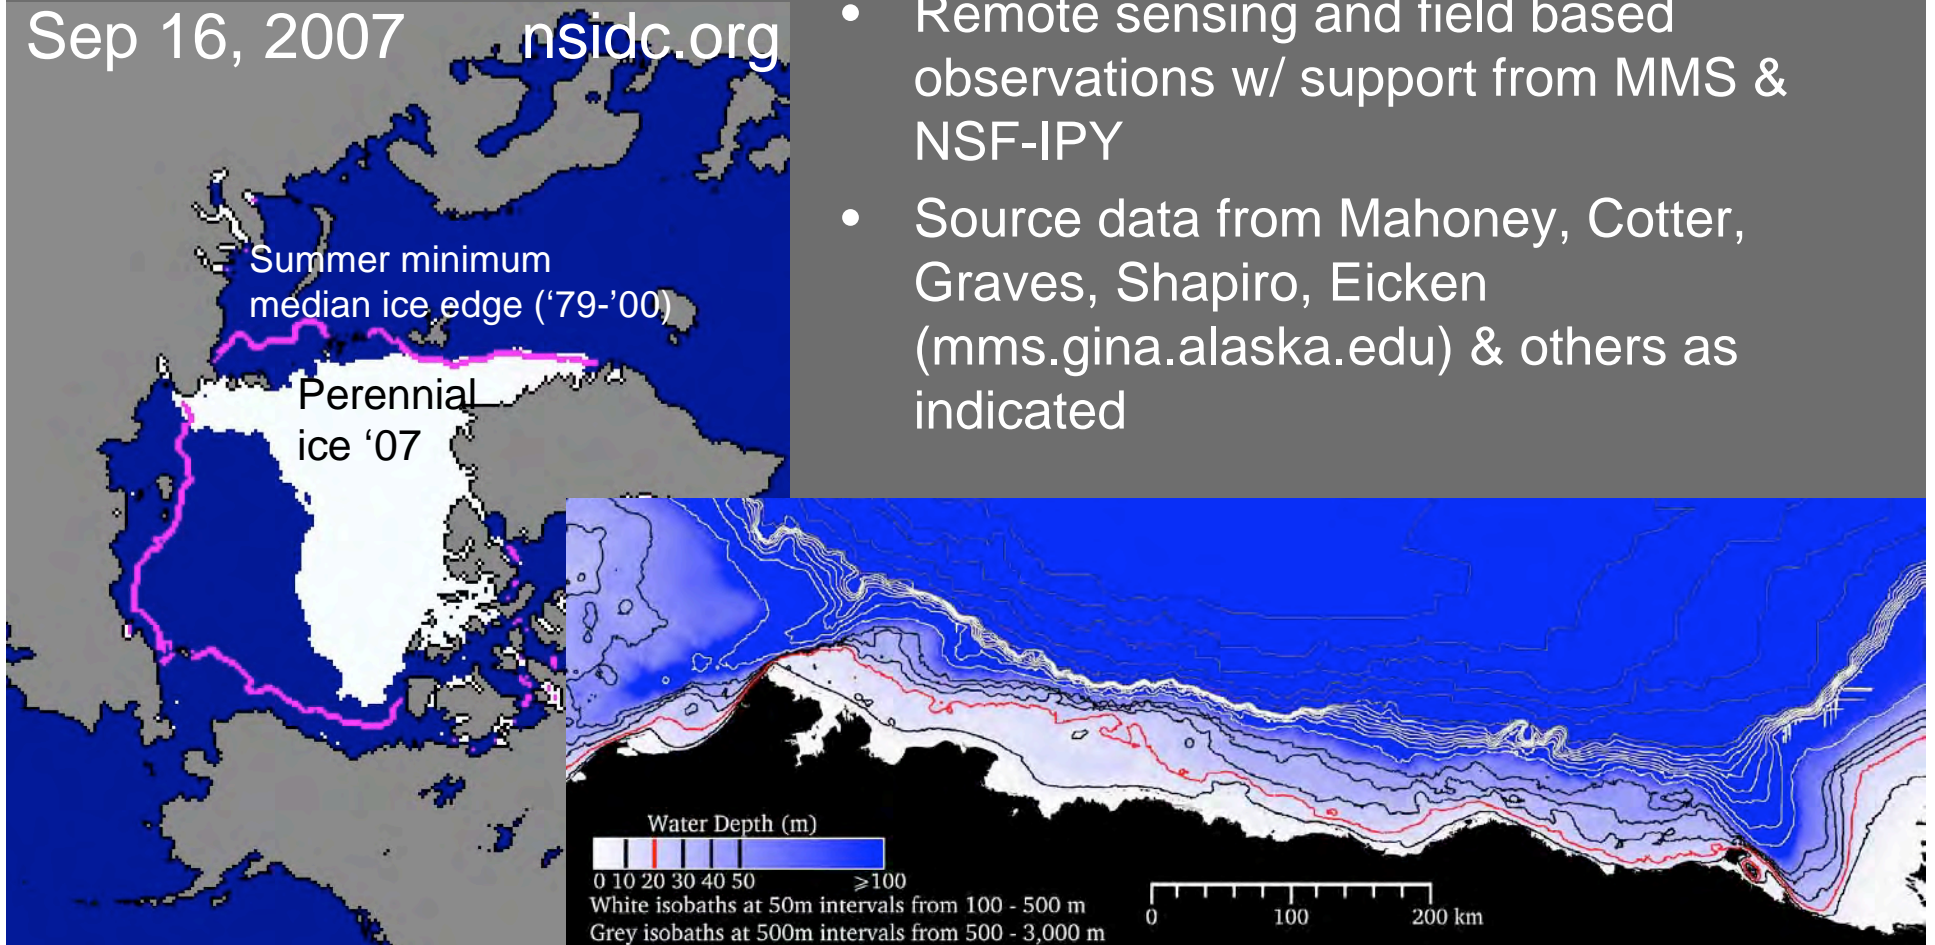 Sep 16, 2007 nsidc.org
Summer minimum
median ice edge (‘79-’00)
Perennial
ice ‘07
• Remote sensing and field based
observations w/ support from MMS &
NSF-IPY
• Source data from Mahoney, Cotter,
Graves, Shapiro, Eicken
(mms.gina.alaska.edu) & others as
indicated
Water Depth (m)
0 10 20 30 40 50 ⩾100
White isobaths at 50m intervals from 100 - 500 m
Grey isobaths at 500m intervals from 500 - 3,000 m
0 100 200 km